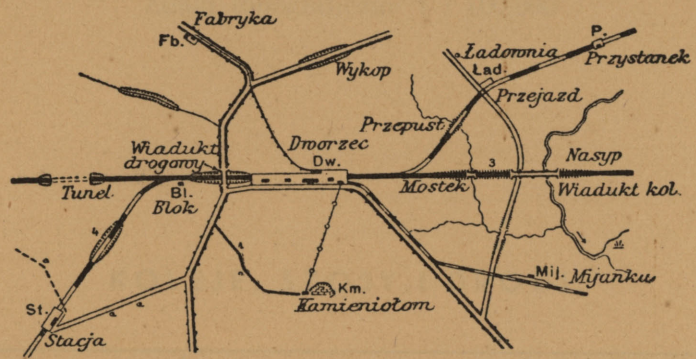 Fabryka
Fb.
Wykop
Ładownia
Ład.
P.
Przystanek
Przejazd
Przepust
Wiadukt
drogowy
Dworzec
Dw.
3
Nasyp
Tunel
Bl.
Blok
Mostek
Wiadukt kol.
4
St.
Stacja
Km.
Kamieniołom
Mij.
Mijanka